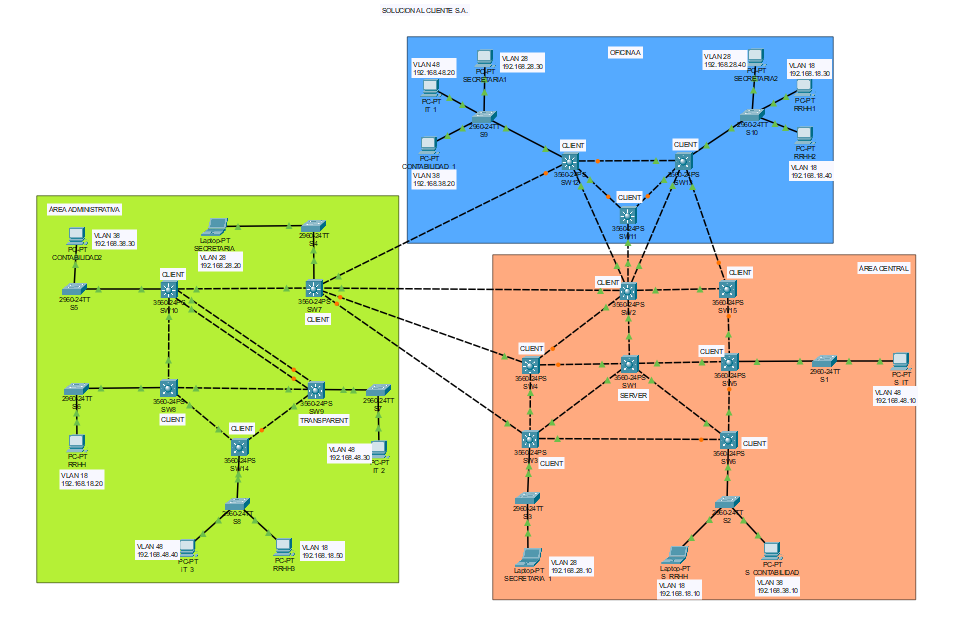 SOLUCION AL CLIENTE S.A.
OFICINA A
VLAN 48
192.168.48.20
VLAN 28
192.168.28.30
PC-PT
SECRETARIA1
PC-PT
IT_1
2960-24TT
S9
PC-PT
CONTABILIDAD_1
VLAN 38
192.168.38.20
VLAN 28
192.168.28.40
PC-PT
SECRETARIA2
VLAN 18
192.168.18.30
PC-PT
RRHH1
2960-24TT
S10
PC-PT
RRHH2
VLAN 18
192.168.18.40
CLIENT
3560-24PS
SW12
CLIENT
3560-24PS
SW13
CLIENT
3560-24PS
SW11
ÁREA ADMINISTRATIVA
VLAN 38
192.168.38.30
PC-PT
CONTABILIDAD2
Laptop-PT
SECRETARIA
VLAN 28
192.168.28.20
2960-24TT
S4
2960-24TT
S5
CLIENT
3560-24PS
SW10
3560-24PS
SW7
CLIENT
2960-24TT
S6
3560-24PS
SW8
CLIENT
3560-24PS
SW9
TRANSPARENT
2960-24TT
S7
PC-PT
RRHH
VLAN 18
192.168.18.20
CLIENT
3560-24PS
SW14
VLAN 48
192.168.48.30
PC-PT
IT 2
2960-24TT
S8
VLAN 48
192.168.48.40
PC-PT
IT_3
PC-PT
RRHH3
VLAN 18
192.168.18.50
ÁREA CENTRAL
CLIENT
3560-24PS
SW2
CLIENT
3560-24PS
SW15
CLIENT
3560-24PS
SW4
3560-24PS
SW1
SERVER
CLIENT
3560-24PS
SW5
2960-24TT
S1
PC-PT
S_IT
VLAN 48
192.168.48.10
3560-24PS
SW3
CLIENT
3560-24PS
SW6
CLIENT
2960-24TT
S3
2960-24TT
S2
Laptop-PT
SECRETARIA_1
VLAN 28
192.168.28.10
Laptop-PT
S_RRHH
VLAN 18
192.168.18.10
PC-PT
S_CONTABILIDAD
VLAN 38
192.168.38.10